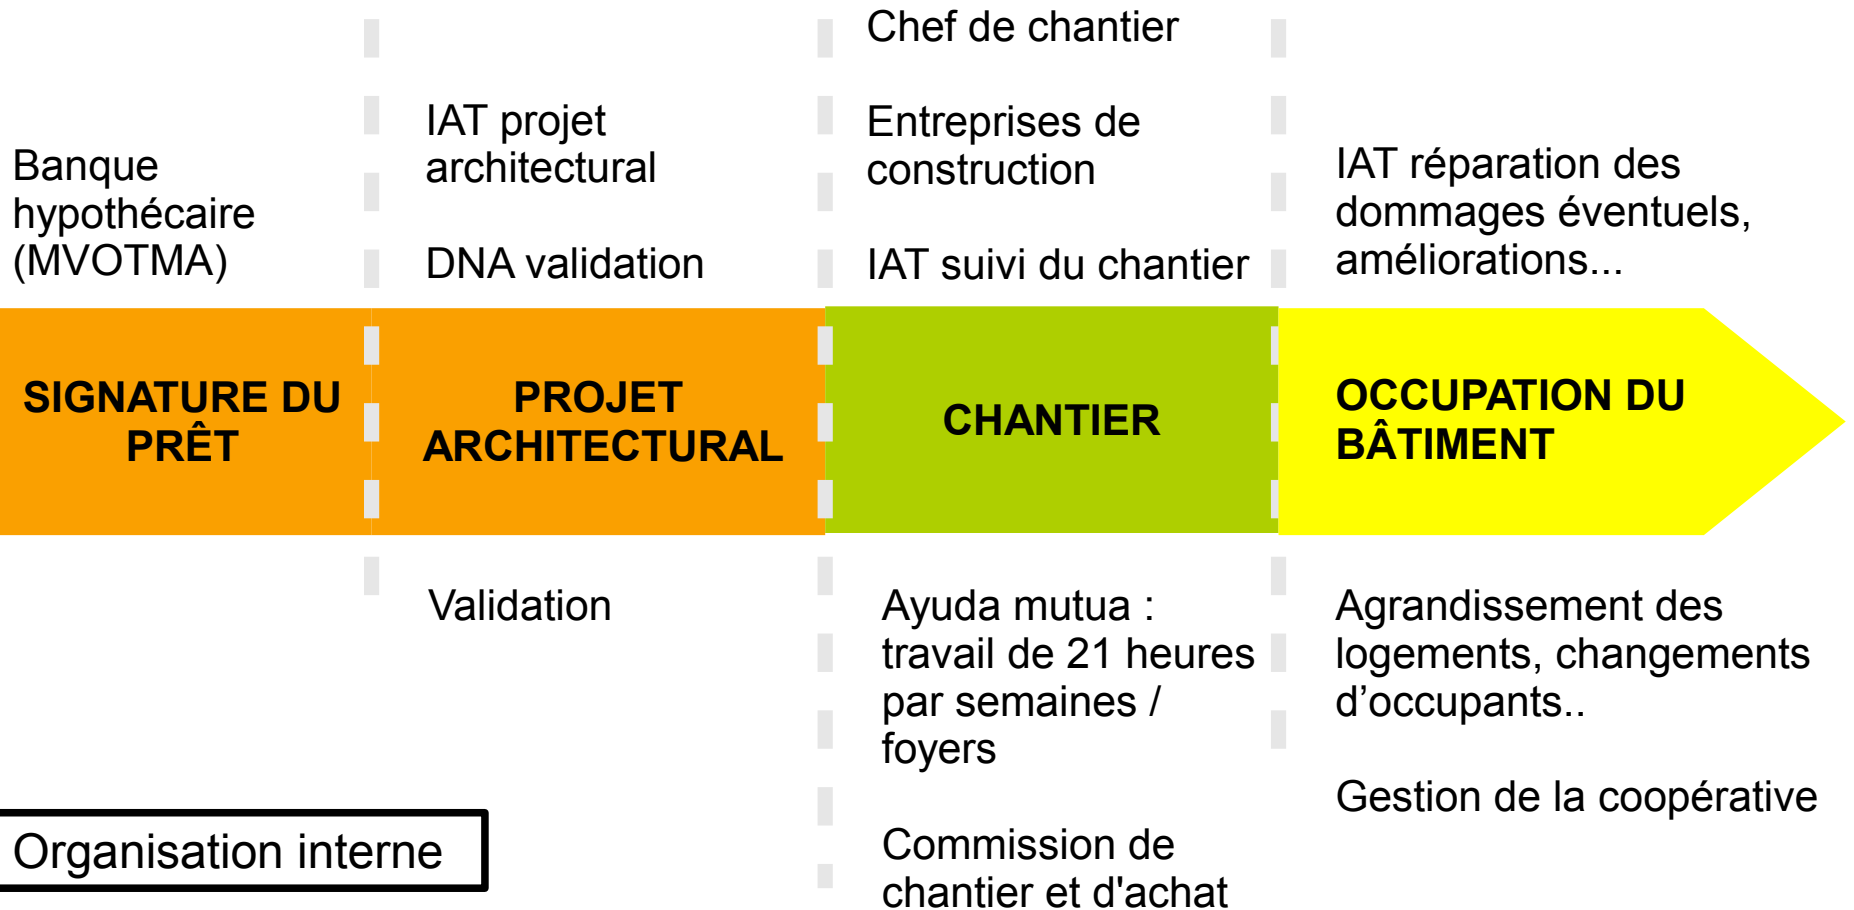 Banque
hypothécaire
(MVOTMA)
IAT projet
architectural
DNA validation
Chef de chantier
Entreprises de
construction
IAT suivi du chantier
IAT réparation des
dommages éventuels,
améliorations...
SIGNATURE DU
PRÊT
PROJET
ARCHITECTURAL
CHANTIER
OCCUPATION DU
BÂTIMENT
Validation
Ayuda mutua :
travail de 21 heures
par semaines /
foyers
Commission de
chantier et d'achat
Agrandissement des
logements, changements
d’occupants..
Gestion de la coopérative
Organisation interne